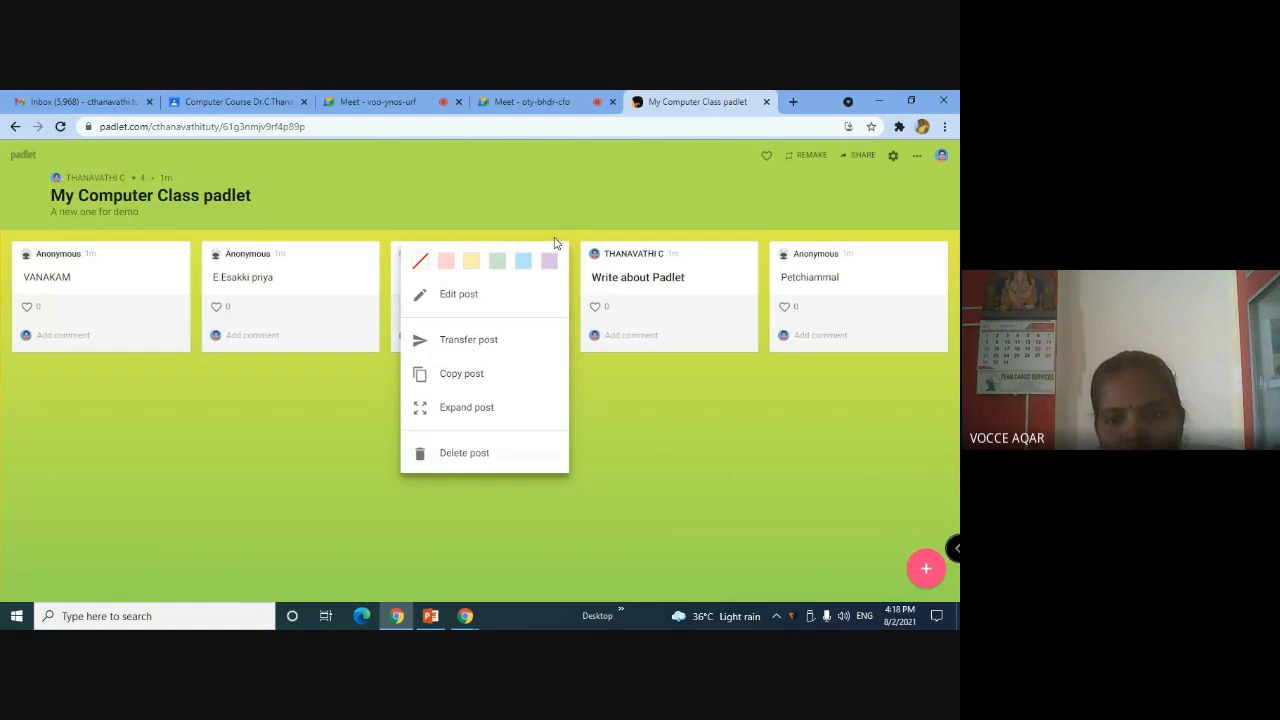 Inbox (5,968) - cthanavathi.tu
Computer Course Dr.C.Thana
Meet - voo-ynos-urf
Meet - oty-bhdr-cfo
My Computer Class padlet
padlet.com/cthanavathituty/61g3nmjv9rf4p89p
padlet
REMAKE
SHARE
THANAVATHI C + 4 • 1m
My Computer Class padlet
A new one for demo
Anonymous 1m
VANAKAM
0
Add comment
Anonymous 1m
E.Esakki priya
0
Add comment
Edit post
Transfer post
Copy post
Expand post
Delete post
THANAVATHI C 1m
Write about Padlet
0
Add comment
Anonymous 1m
Petchiammal
0
Add comment
Type here to search
Desktop
36°C Light rain
ENG
4:18 PM
8/2/2021
TEAM CARGO SERVICES
VOCCE AQAR